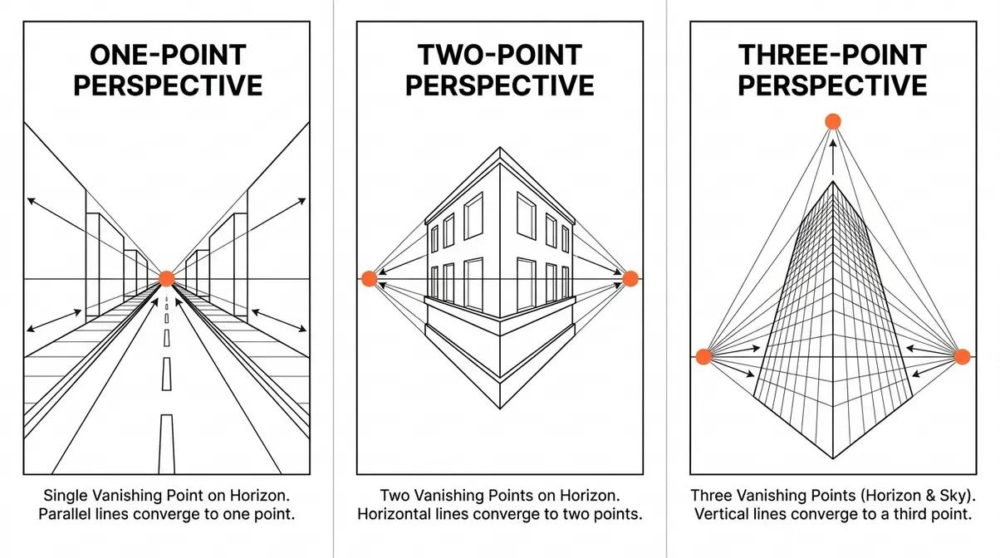 ONE-POINT
PERSPECTIVE
Single Vanishing Point on Horizon.
Parallel lines converge to one point.
TWO-POINT
PERSPECTIVE
Two Vanishing Points on Horizon.
Horizontal lines converge to two points.
THREE-POINT
PERSPECTIVE
Three Vanishing Points (Horizon & Sky).
Vertical lines converge to a third point.